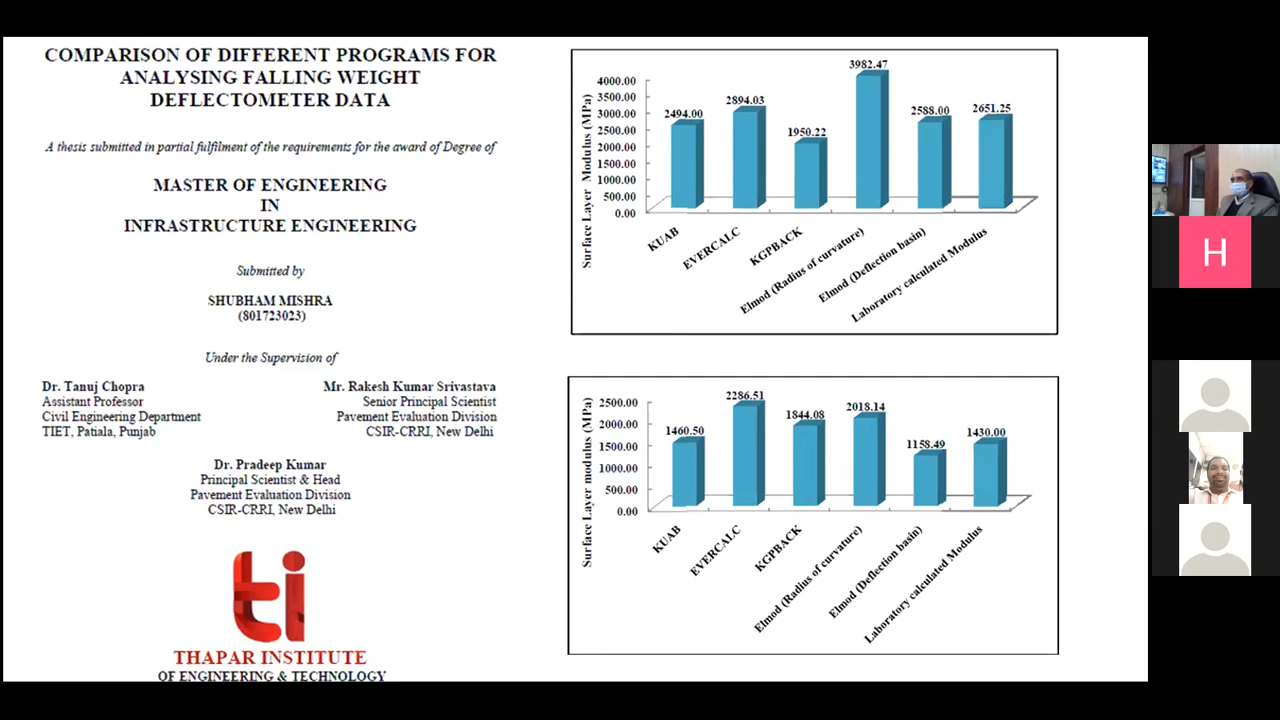 COMPARISON OF DIFFERENT PROGRAMS FOR
ANALYSING FALLING WEIGHT
DEFLECTOMETER DATA
A thesis submitted in partial fulfilment of the requirements for the award of Degree of
MASTER OF ENGINEERING
IN
INFRASTRUCTURE ENGINEERING
Submitted by
SHUBHAM MISHRA
(801723023)
Under the Supervision of
Dr. Tanuj Chopra
Assistant Professor
Civil Engineering Department
TIET, Patiala, Punjab
Mr. Rakesh Kumar Srivastava
Senior Principal Scientist
Pavement Evaluation Division
CSIR-CRRI, New Delhi
Dr. Pradeep Kumar
Principal Scientist & Head
Pavement Evaluation Division
CSIR-CRRI, New Delhi
ti
THAPAR INSTITUTE
OF ENGINEERING & TECHNOLOGY
Surface Layer Modulus (MPa)
4000.00
3500.00
3000.00
2500.00
2000.00
1500.00
1000.00
500.00
0.00
2494.00
2894.03
1950.22
3982.47
2588.00
2651.25
KUAB
EVERCALC
KGPBACK
Elmod (Radius of curvature)
Elmod (Deflection basin)
Laboratory calculated Modulus
Surface Layer modulus (MPa)
2500.00
2000.00
1500.00
1000.00
500.00
0.00
1460.50
2286.51
1844.08
2018.14
1158.49
1430.00
KUAB
EVERCALC
KGPBACK
Elmod (Radius of curvature)
Elmod (Deflection basin)
Laboratory calculated Modulus
H